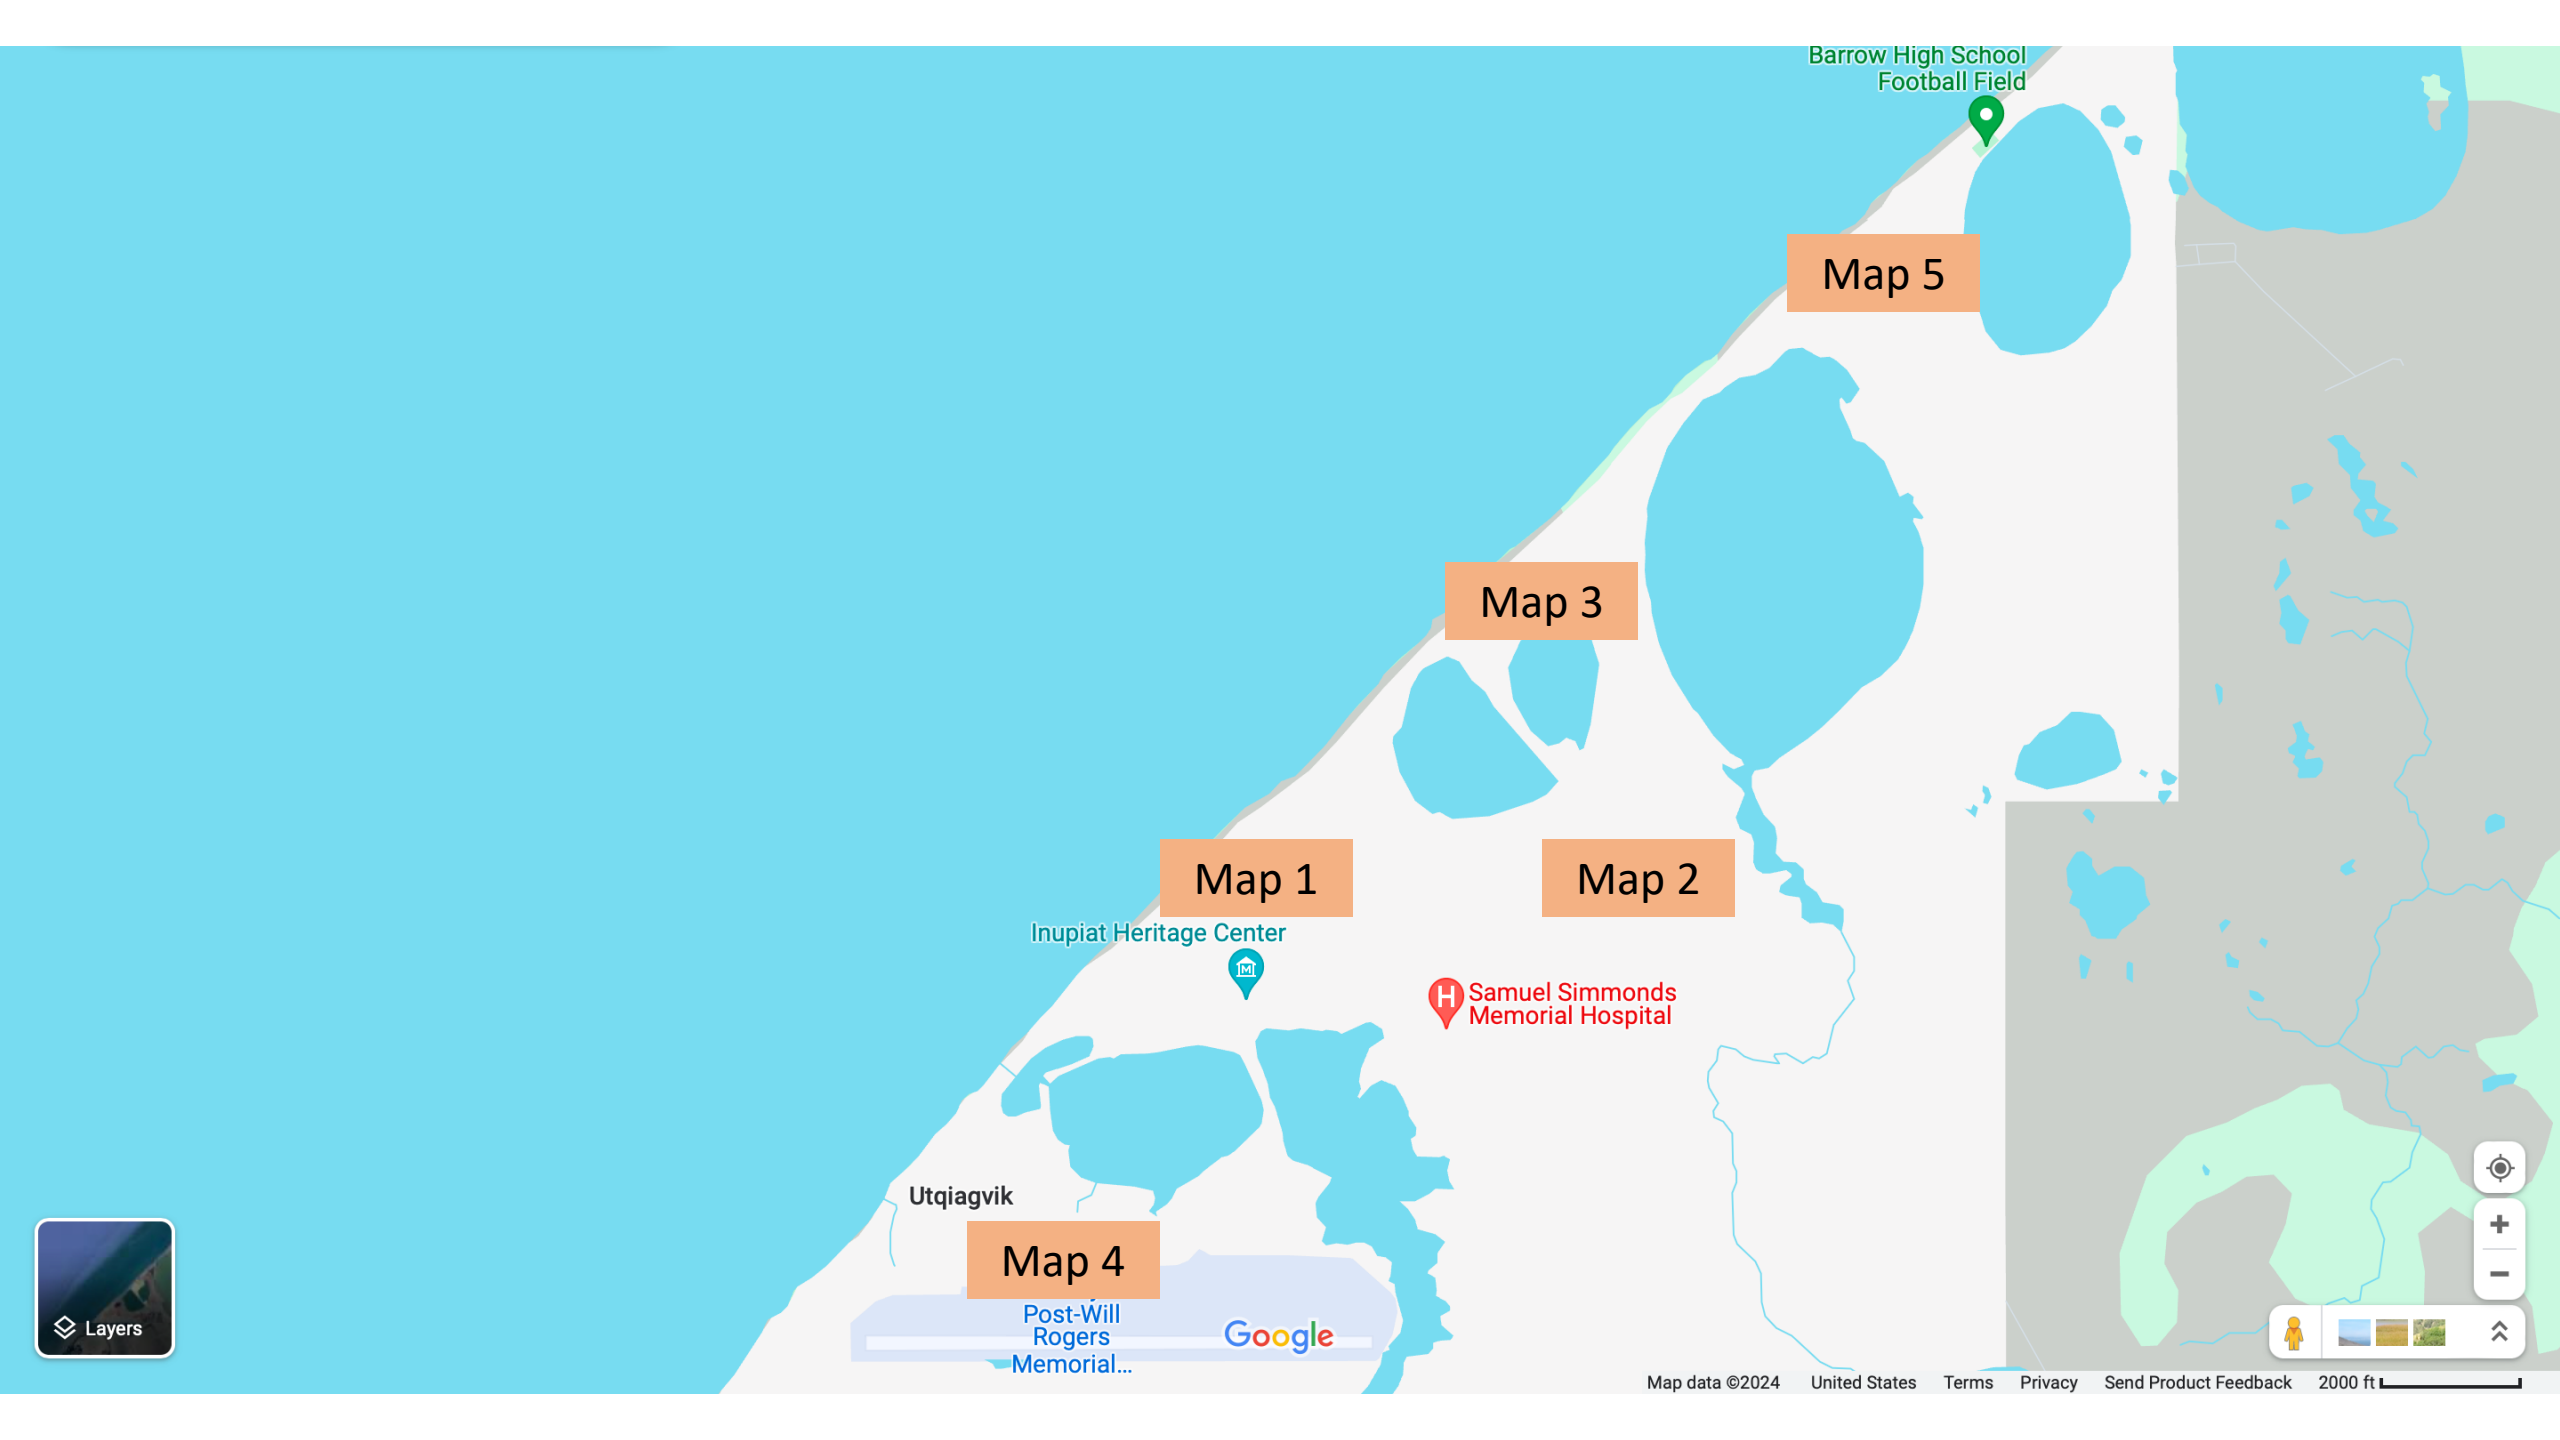 Barrow High School
Football Field
Map 5
Map 3
Map 1
Map 2
Inupiat Heritage Center
H Samuel Simmonds
Memorial Hospital
Utqiagvik
Map 4
Post-Will
Rogers
Memorial...
Google
Layers
Map data ©2024 United States Terms Privacy Send Product Feedback 2000 ft